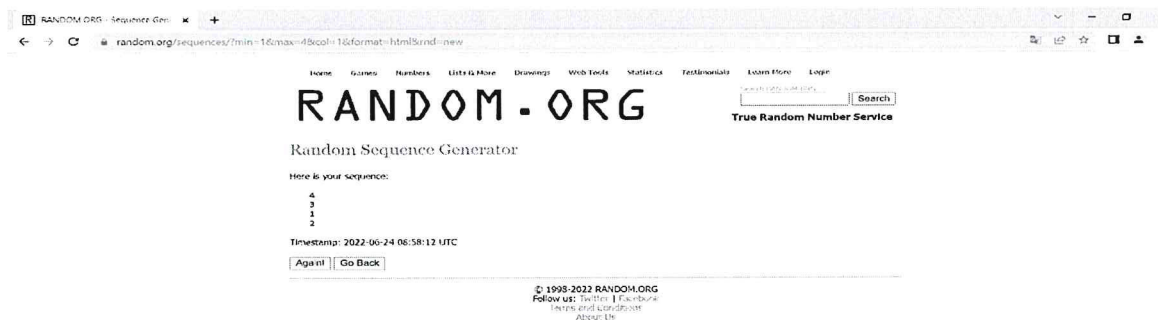 RANDOM.ORG - Sequence Gen
random.org/sequences/?min=1&max=4&col=1&format=html&rnd=new
Home Games Numbers Lists & More Drawings Web Tools Statistics Testimonials Learn More Login
RANDOM.ORG
Search
True Random Number Service
Random Sequence Generator
Here is your sequence:
4
3
1
2
Timestamp: 2022-06-24 08:58:12 UTC
Again! Go Back
© 1998-2022 RANDOM.ORG
Follow us: Twitter | Facebook
Terms and Conditions
About Us